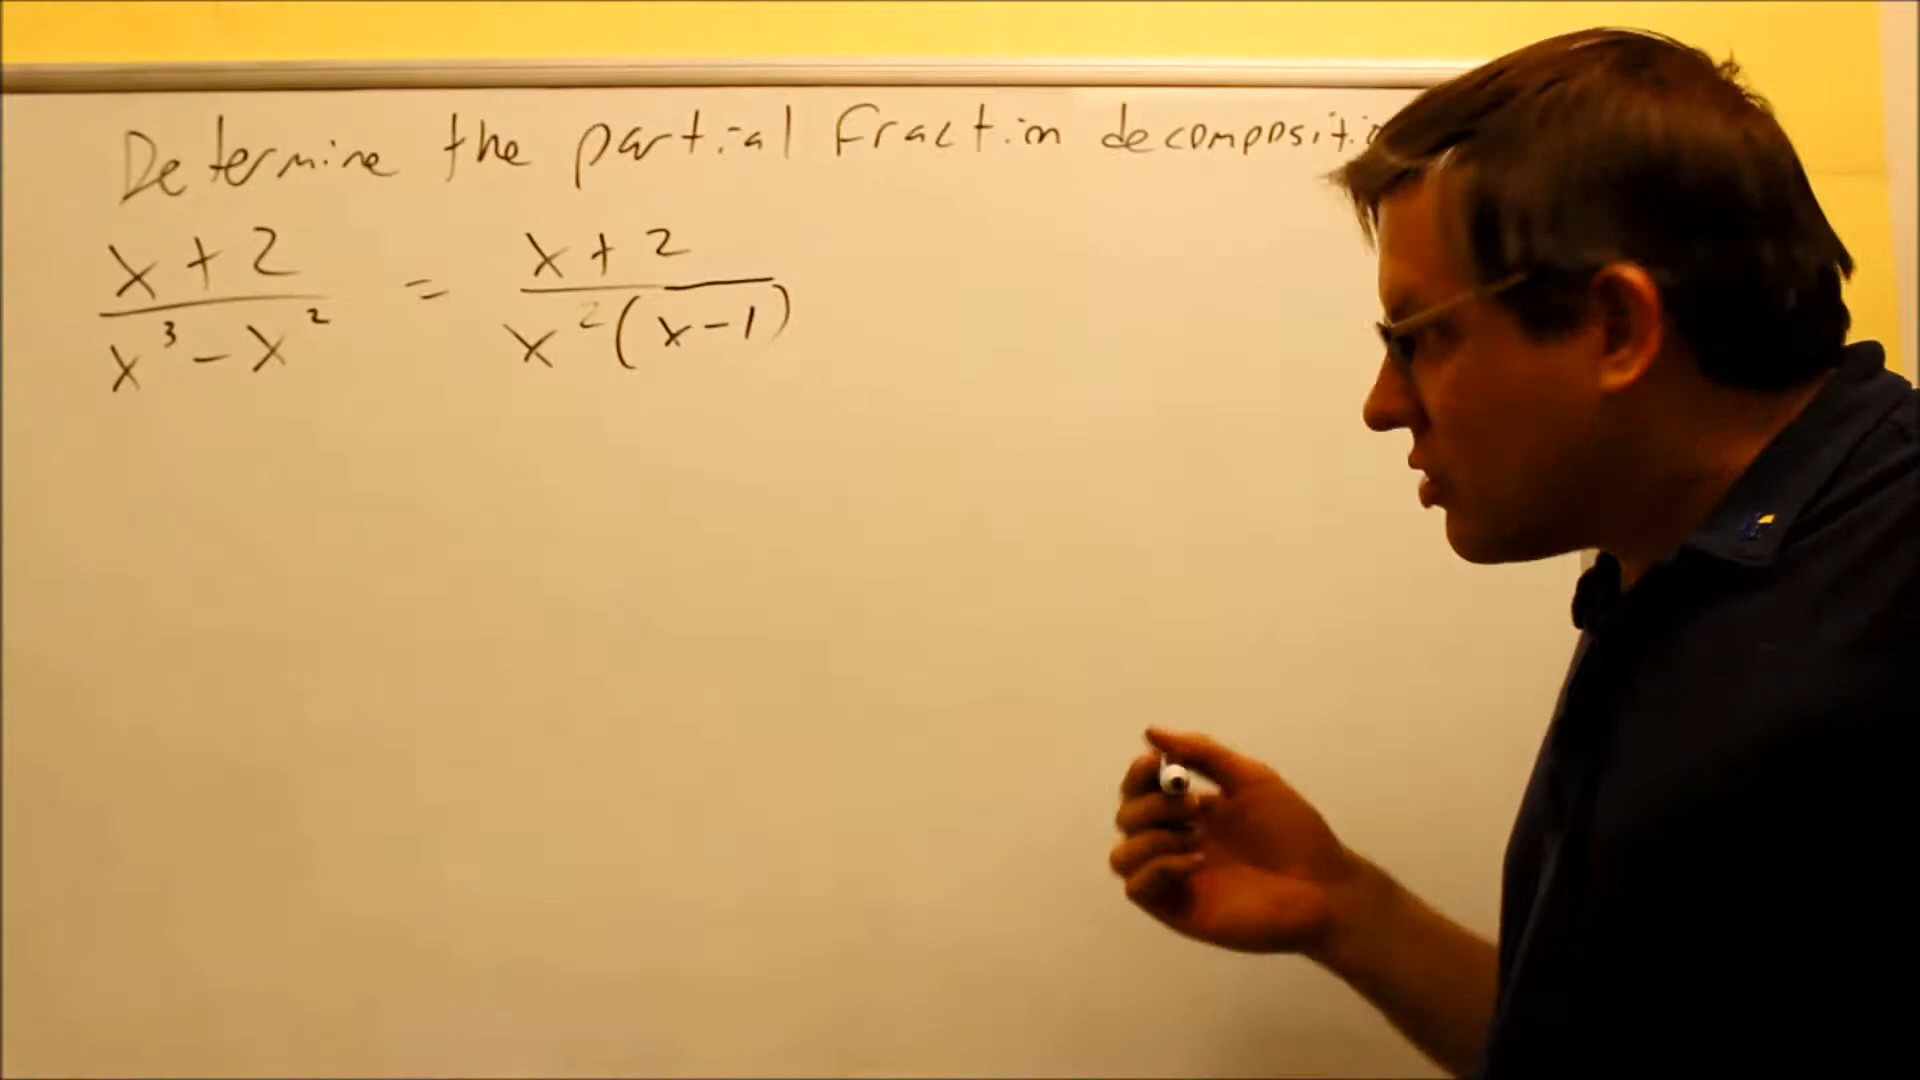 Determine the partial fraction decompositi
x + 2 / x³ - x² = x + 2 / x²(x-1)